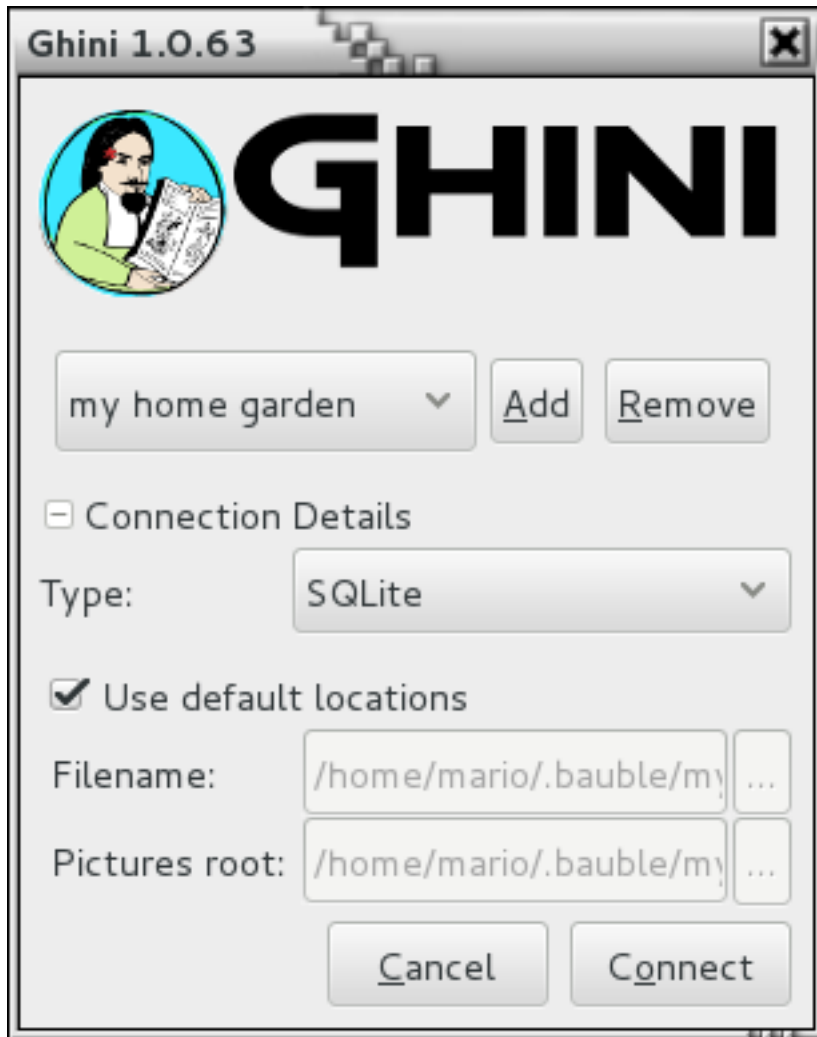 Ghini 1.0.63
GHINI
my home garden Add Remove
Connection Details
Type: SQLite
Use default locations
Filename: /home/mario/.bauble/my ...
Pictures root: /home/mario/.bauble/my ...
Cancel Connect